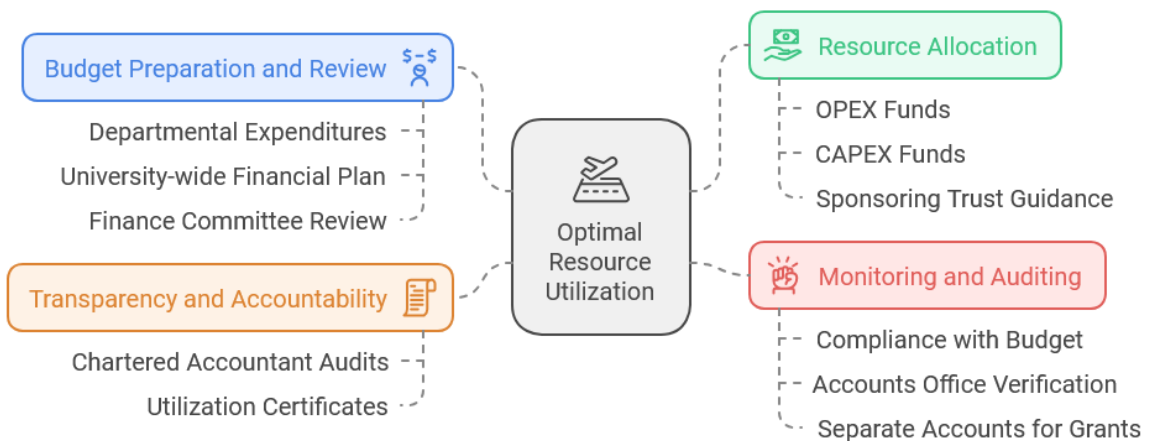 Budget Preparation and Review
$-$
Departmental Expenditures
University-wide Financial Plan
Finance Committee Review
Transparency and Accountability
Chartered Accountant Audits
Utilization Certificates
Optimal
Resource
Utilization
Resource Allocation
OPEX Funds
CAPEX Funds
Sponsoring Trust Guidance
Monitoring and Auditing
Compliance with Budget
Accounts Office Verification
Separate Accounts for Grants